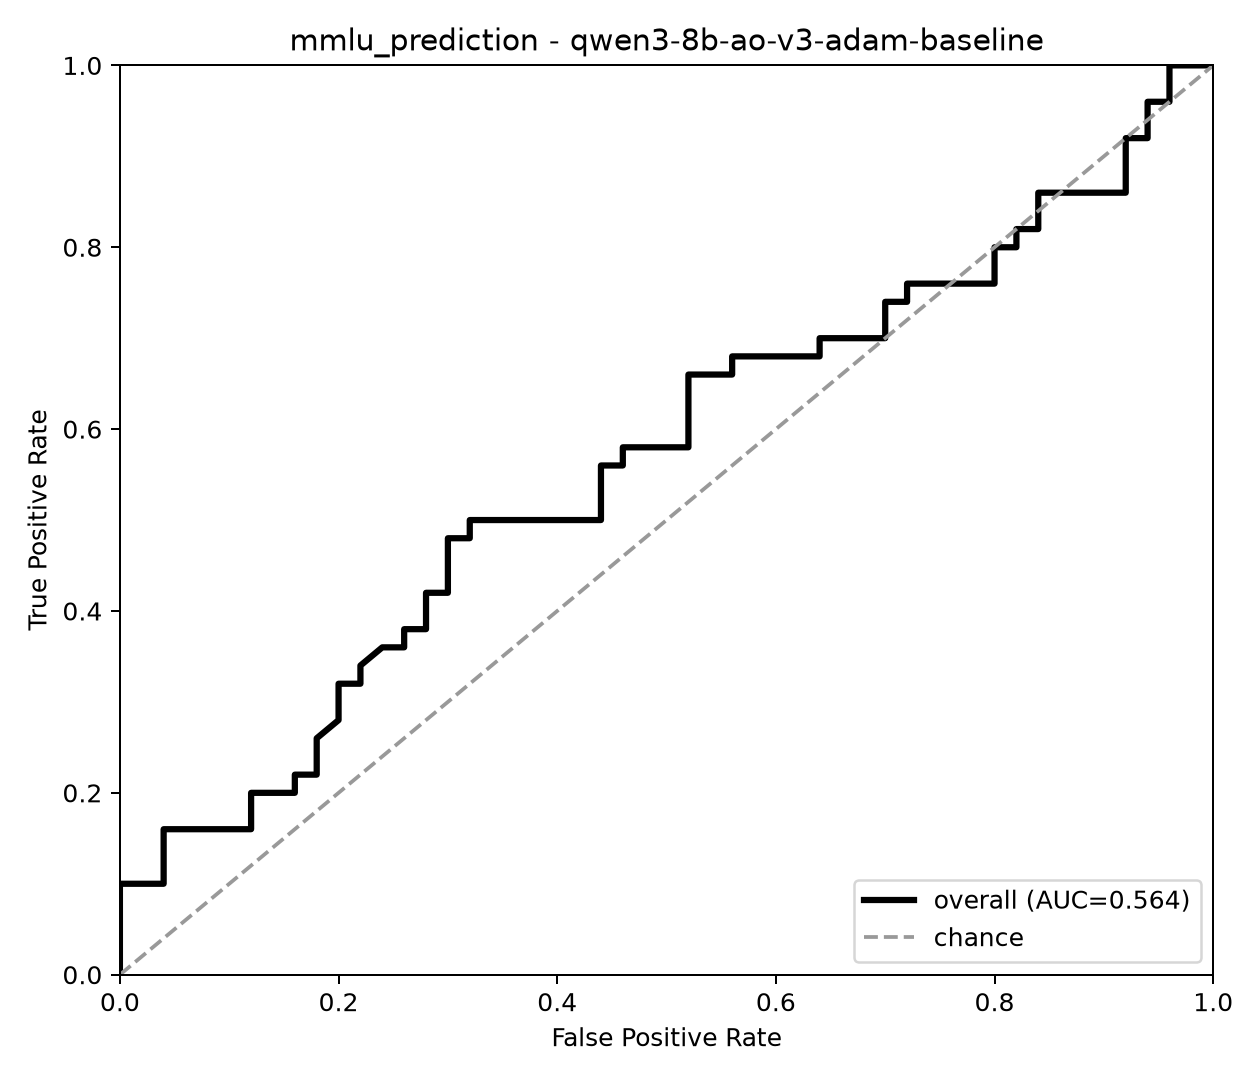 mmlu_prediction - qwen3-8b-ao-v3-adam-baseline
1.0
0.8
0.6
0.4
0.2
0.0
True Positive Rate
overall (AUC=0.564)
chance
0.0 0.2 0.4 0.6 0.8 1.0
False Positive Rate